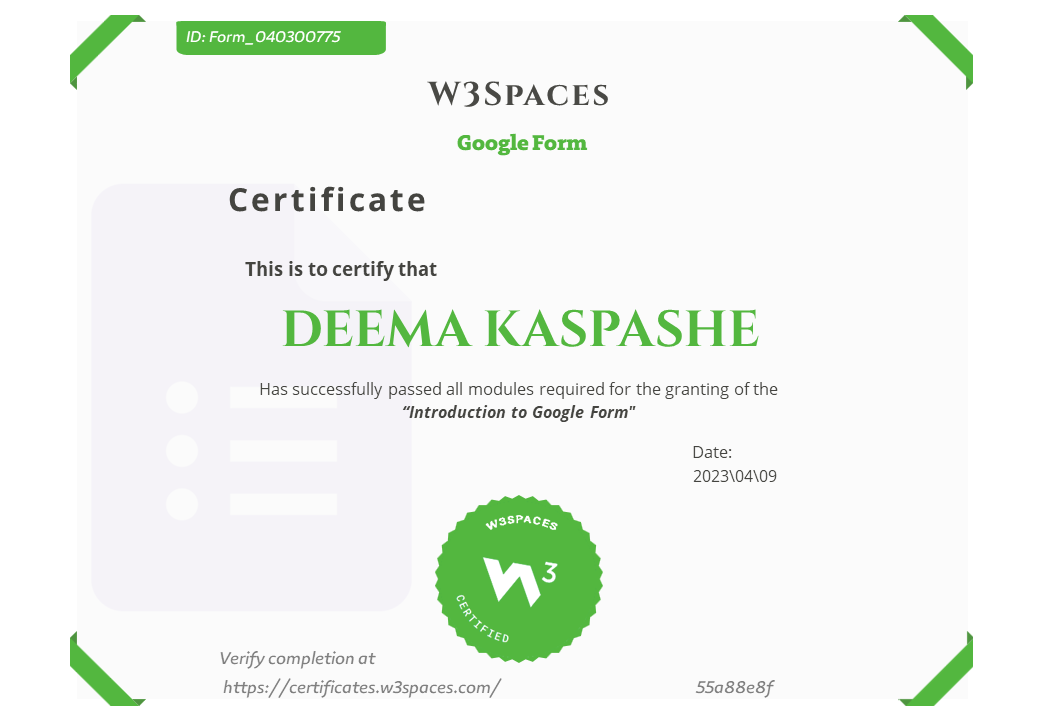 ID: Form_040300775
W3SPACES
Google Form
Certificate
This is to certify that
DEEMA KASPASHE
Has successfully passed all modules required for the granting of the
“Introduction to Google Form"
Date:
2023\04\09
W3SPACES
W3
CERTIFIED
Verify completion at
https://certificates.w3spaces.com/ 55a88e8f